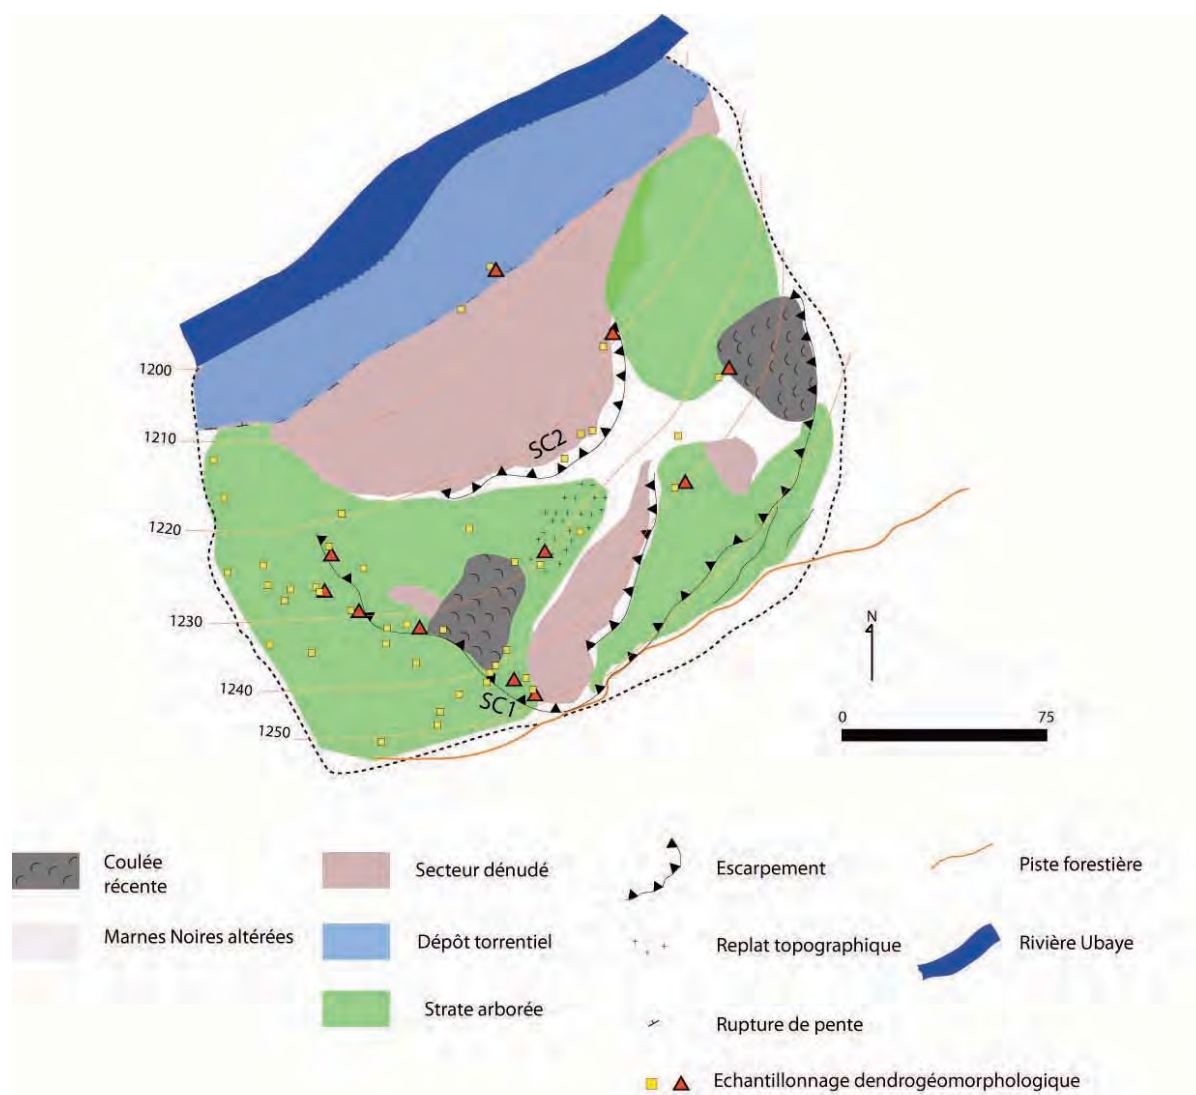 1200
1210
SC2
1220
1230
N
1240
SC1
1250
0 75
Coulée
récente
Secteur dénudé
Escarpement
Piste forestière
Marnes Noires altérées
Dépôt torrentiel
Replat topographique
Rivière Ubaye
Strate arborée
Rupture de pente
Echantillonnage dendrogéomorphologique